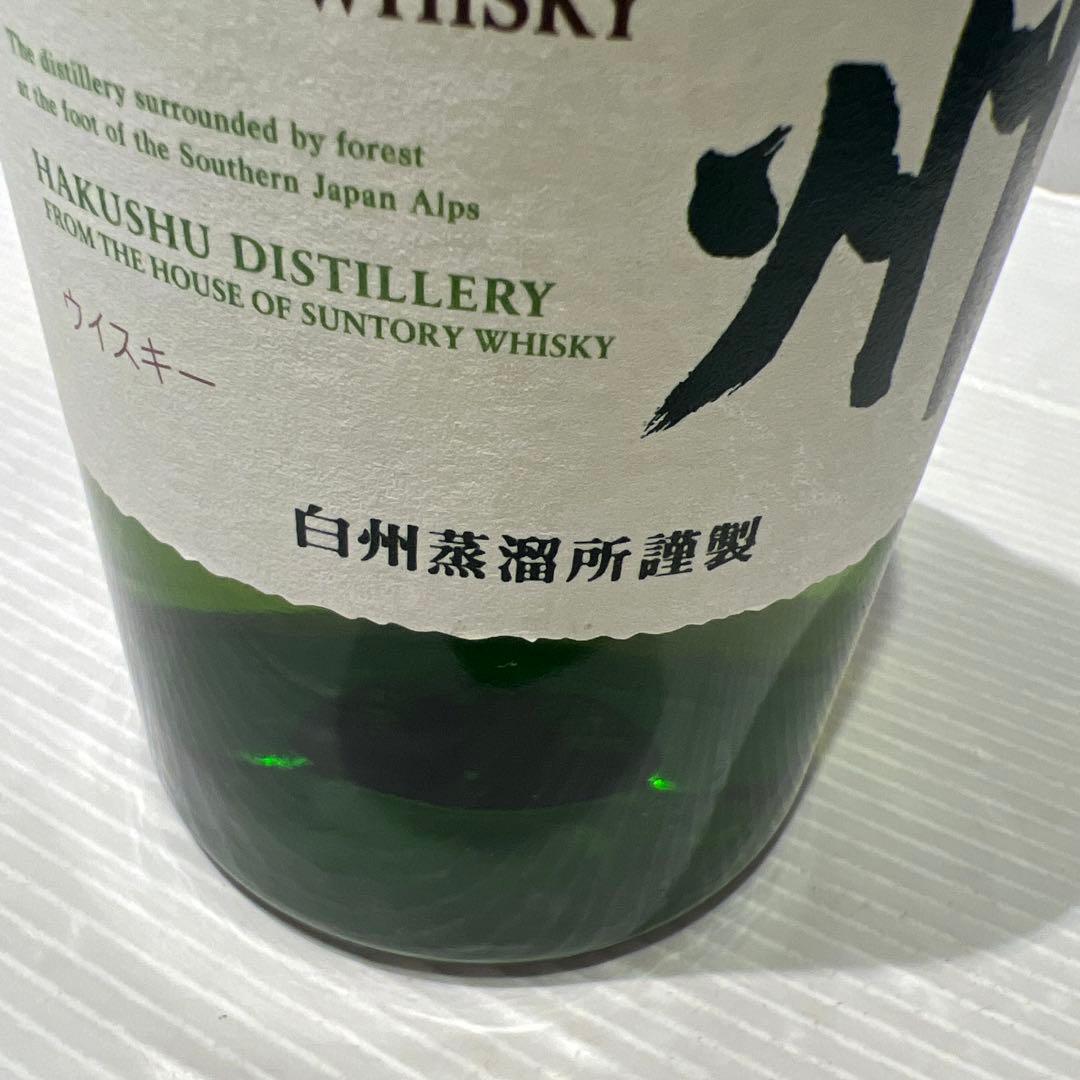 WHISKY
The distillery surrounded by forest
at the foot of the Southern Japan Alps
HAKUSHU DISTILLERY
FROM THE HOUSE OF SUNTORY WHISKY
ウイスキー
州
白州蒸溜所謹製